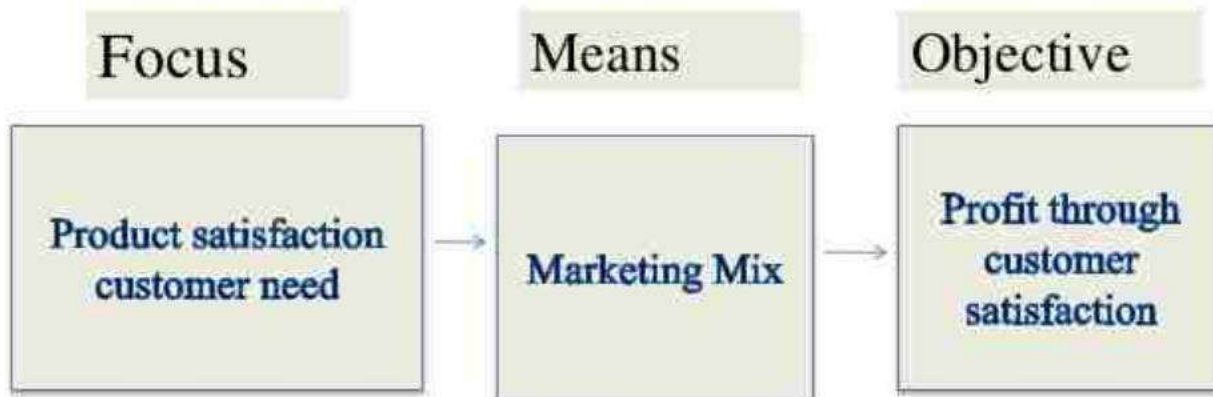 Focus
Means
Objective
Product satisfaction
customer need
Marketing Mix
Profit through
customer
satisfaction